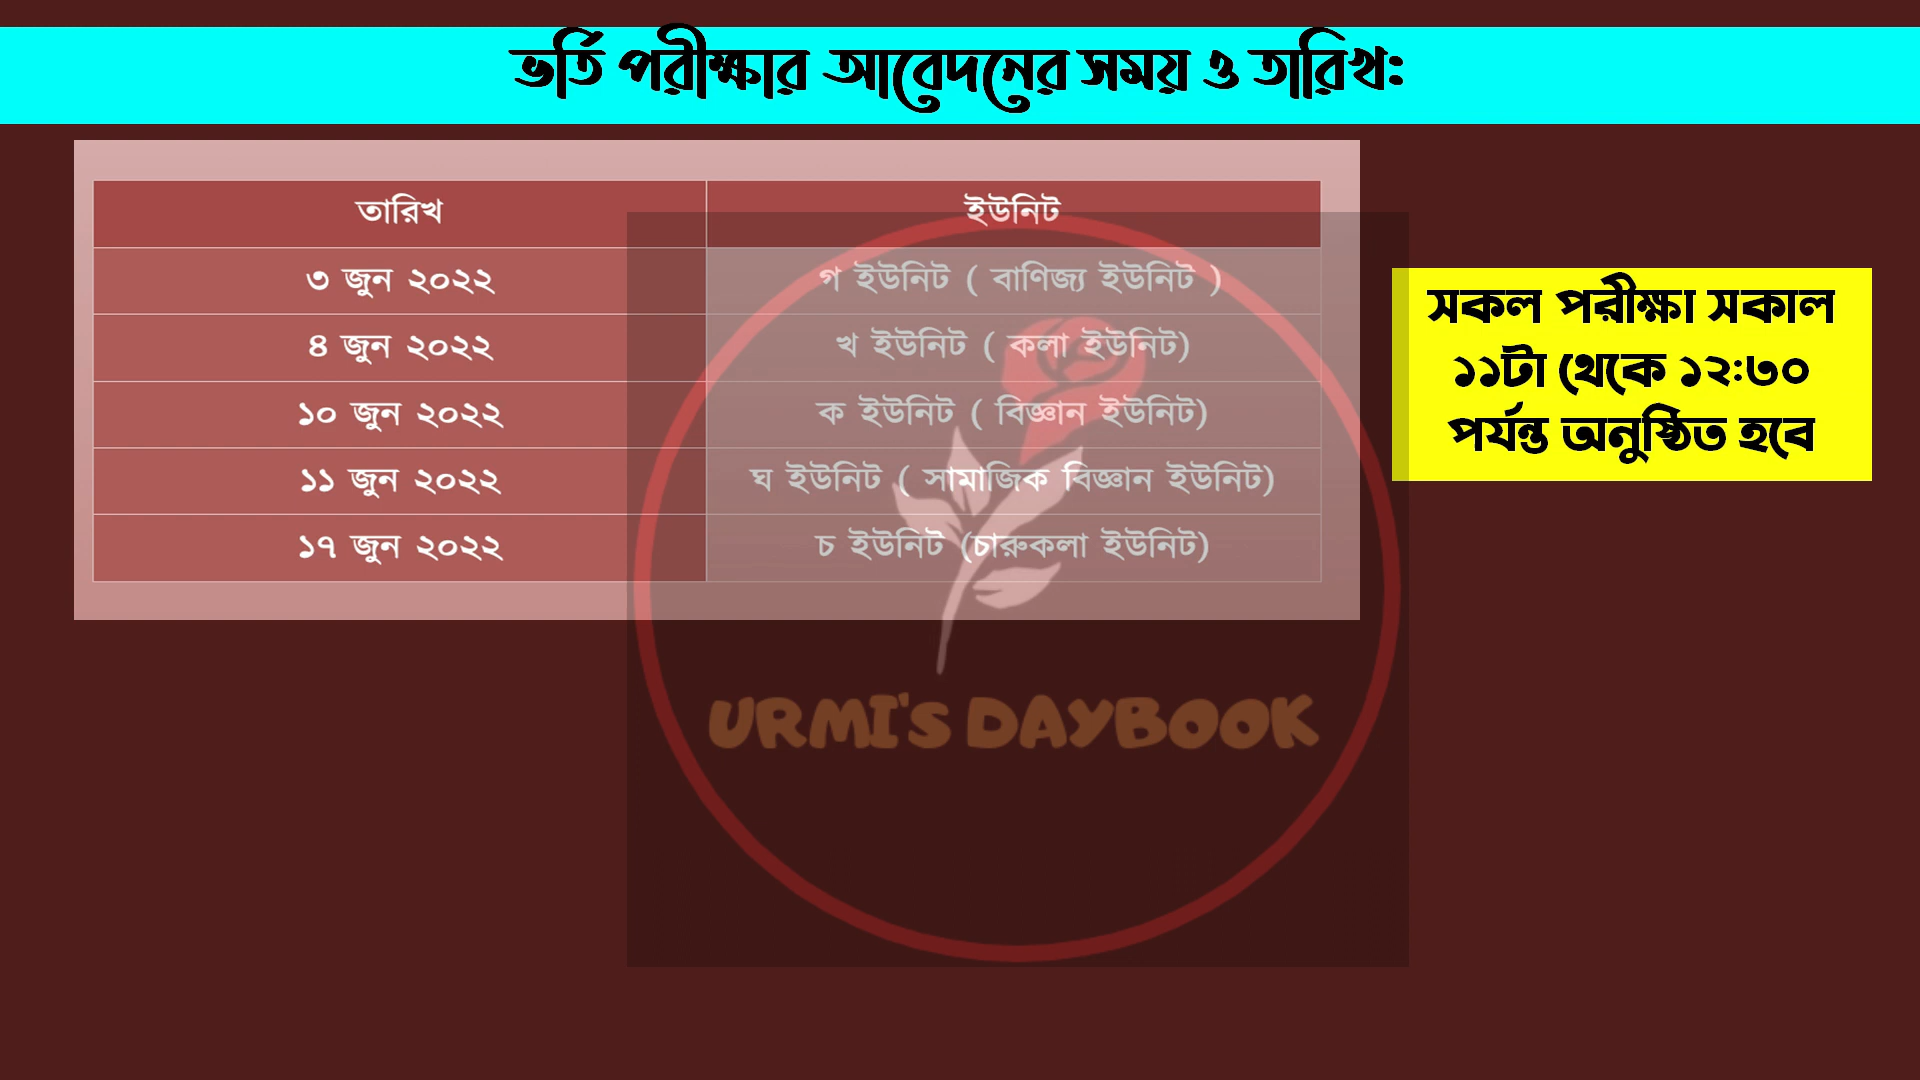 ভর্তি পরীক্ষার আবেদনের সময় ও তারিখ:
তারিখ ইউনিট
৩ জুন ২০২২ গ ইউনিট ( বাণিজ্য ইউনিট )
৪ জুন ২০২২ খ ইউনিট ( কলা ইউনিট)
১০ জুন ২০২২ ক ইউনিট ( বিজ্ঞান ইউনিট)
১১ জুন ২০২২ ঘ ইউনিট ( সামাজিক বিজ্ঞান ইউনিট)
১৭ জুন ২০২২ চ ইউনিট (চারুকলা ইউনিট)
সকল পরীক্ষা সকাল
১১টা থেকে ১২:৩০
পর্যন্ত অনুষ্ঠিত হবে
URMI'S DAYBOOK